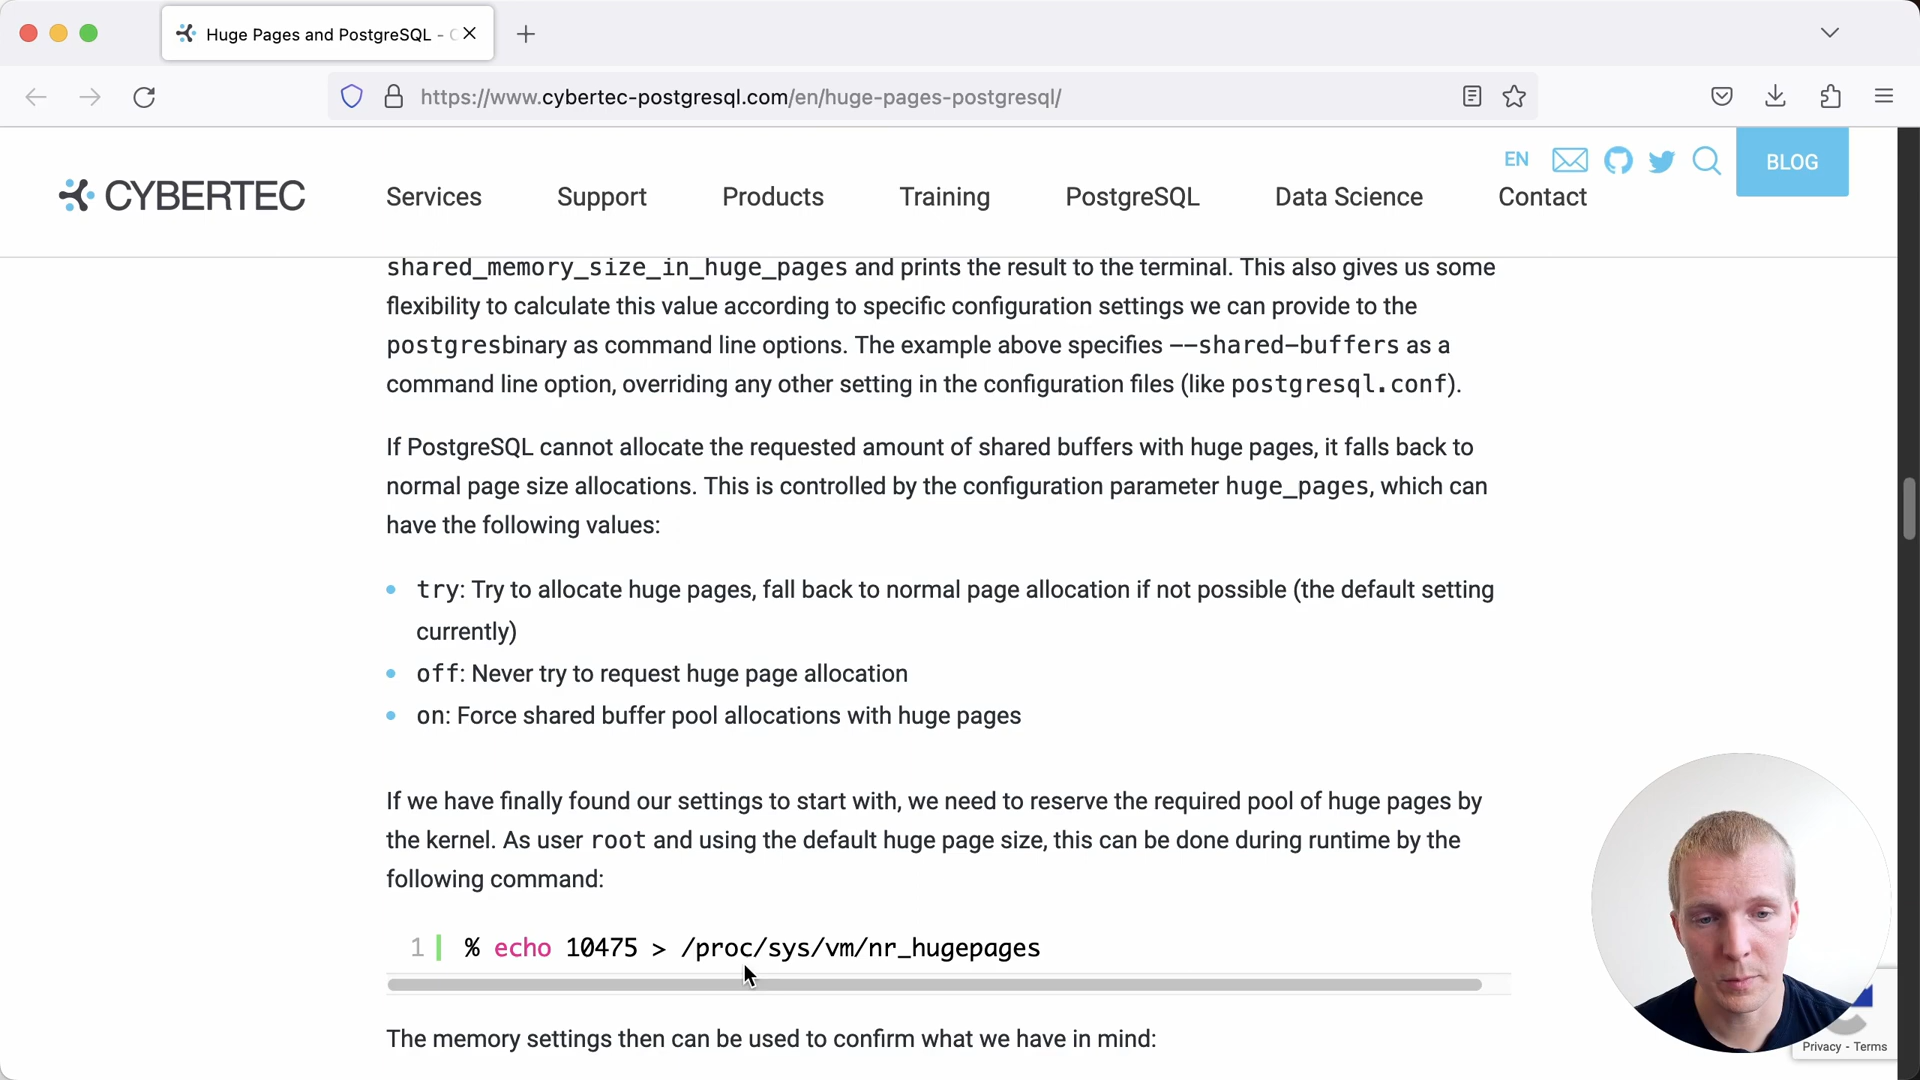 Huge Pages and PostgreSQL -
https://www.cybertec-postgresql.com/en/huge-pages-postgresql/
EN
BLOG
CYBERTEC
Services
Support
Products
Training
PostgreSQL
Data Science
Contact
shared_memory_size_in_huge_pages and prints the result to the terminal. This also gives us some
flexibility to calculate this value according to specific configuration settings we can provide to the
postgresbinary as command line options. The example above specifies --shared-buffers as a
command line option, overriding any other setting in the configuration files (like postgresql.conf).
If PostgreSQL cannot allocate the requested amount of shared buffers with huge pages, it falls back to
normal page size allocations. This is controlled by the configuration parameter huge_pages, which can
have the following values:
try: Try to allocate huge pages, fall back to normal page allocation if not possible (the default setting
currently)
off: Never try to request huge page allocation
on: Force shared buffer pool allocations with huge pages
If we have finally found our settings to start with, we need to reserve the required pool of huge pages by
the kernel. As user root and using the default huge page size, this can be done during runtime by the
following command:
1 % echo 10475 > /proc/sys/vm/nr_hugepages
The memory settings then can be used to confirm what we have in mind:
Privacy - Terms